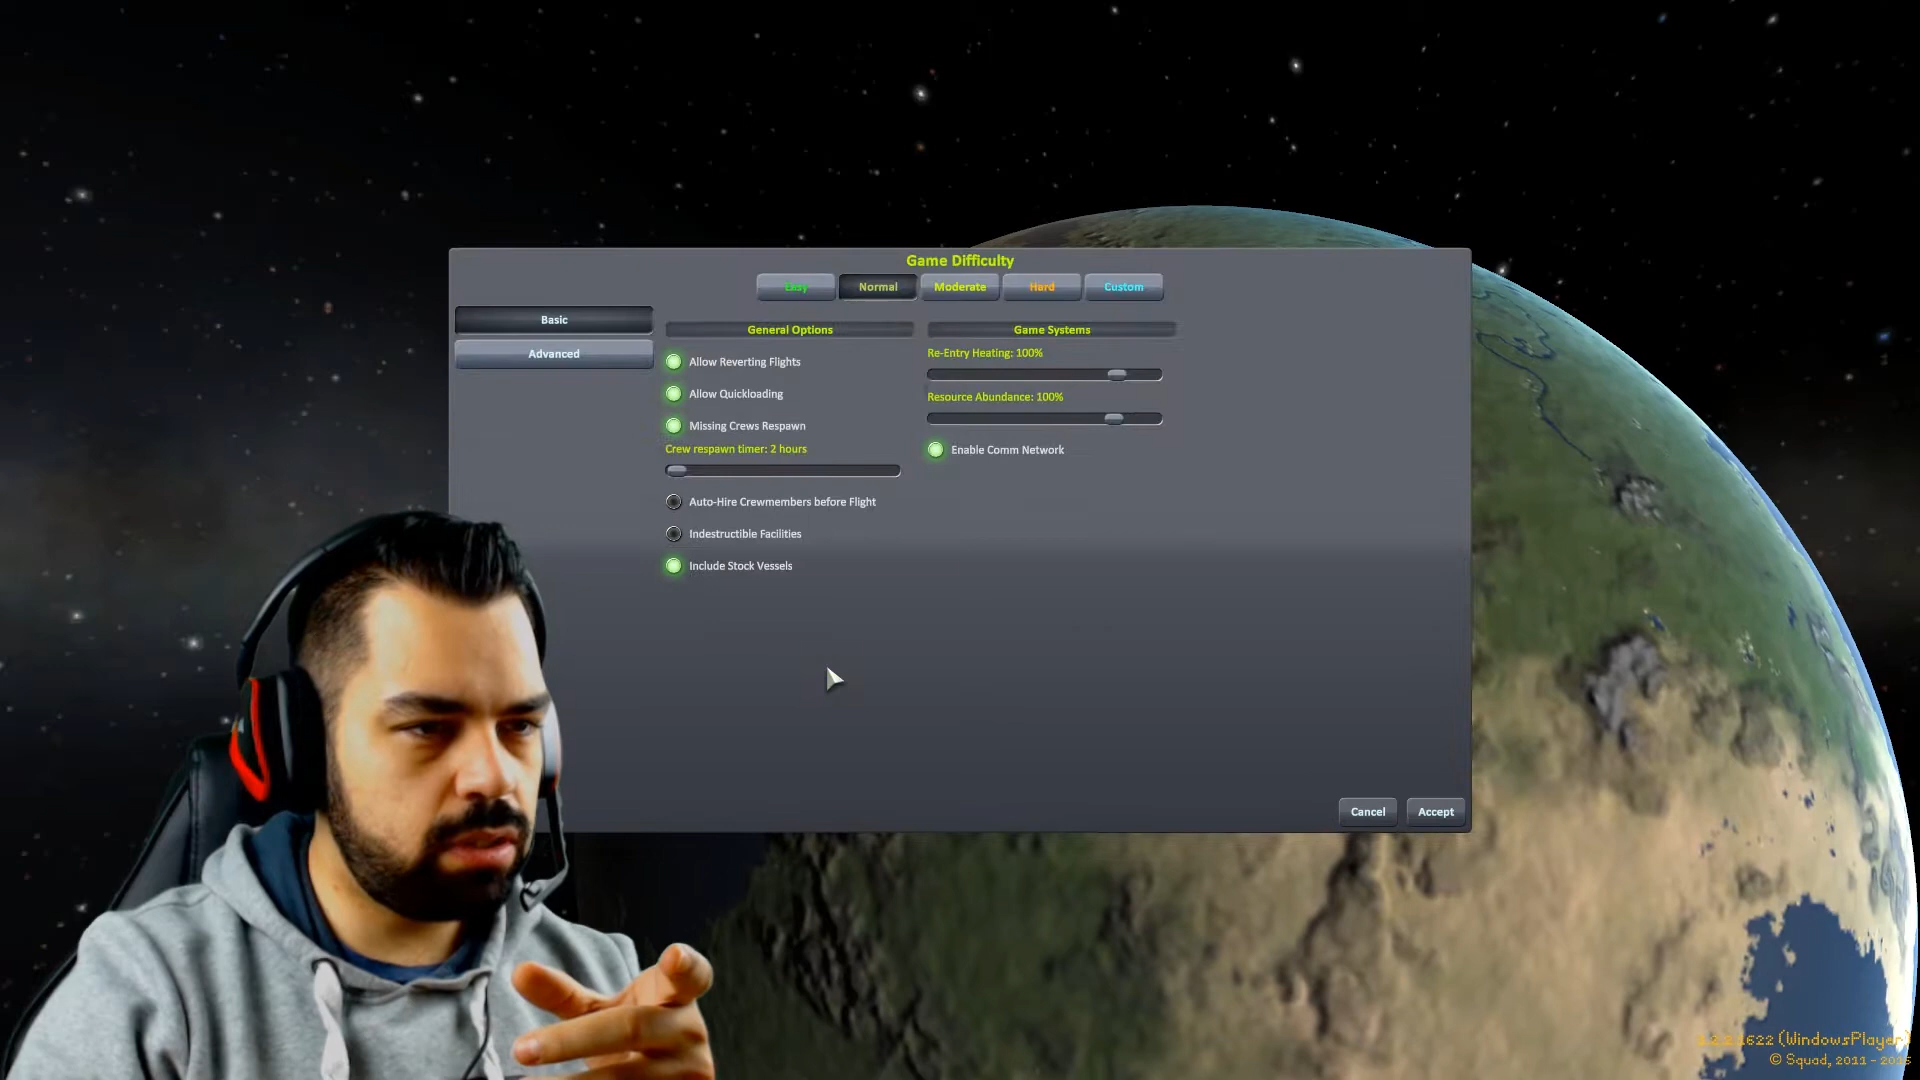 Game Difficulty
Easy Normal Moderate Hard Custom
Basic
Advanced
General Options
Allow Reverting Flights
Allow Quickloading
Missing Crews Respawn
Crew respawn timer: 2 hours
Auto-Hire Crewmembers before Flight
Indestructible Facilities
Include Stock Vessels
Game Systems
Re-Entry Heating: 100%
Resource Abundance: 100%
Enable Comm Network
Cancel Accept
(WindowsPlayer)
© Squad, 2011 -